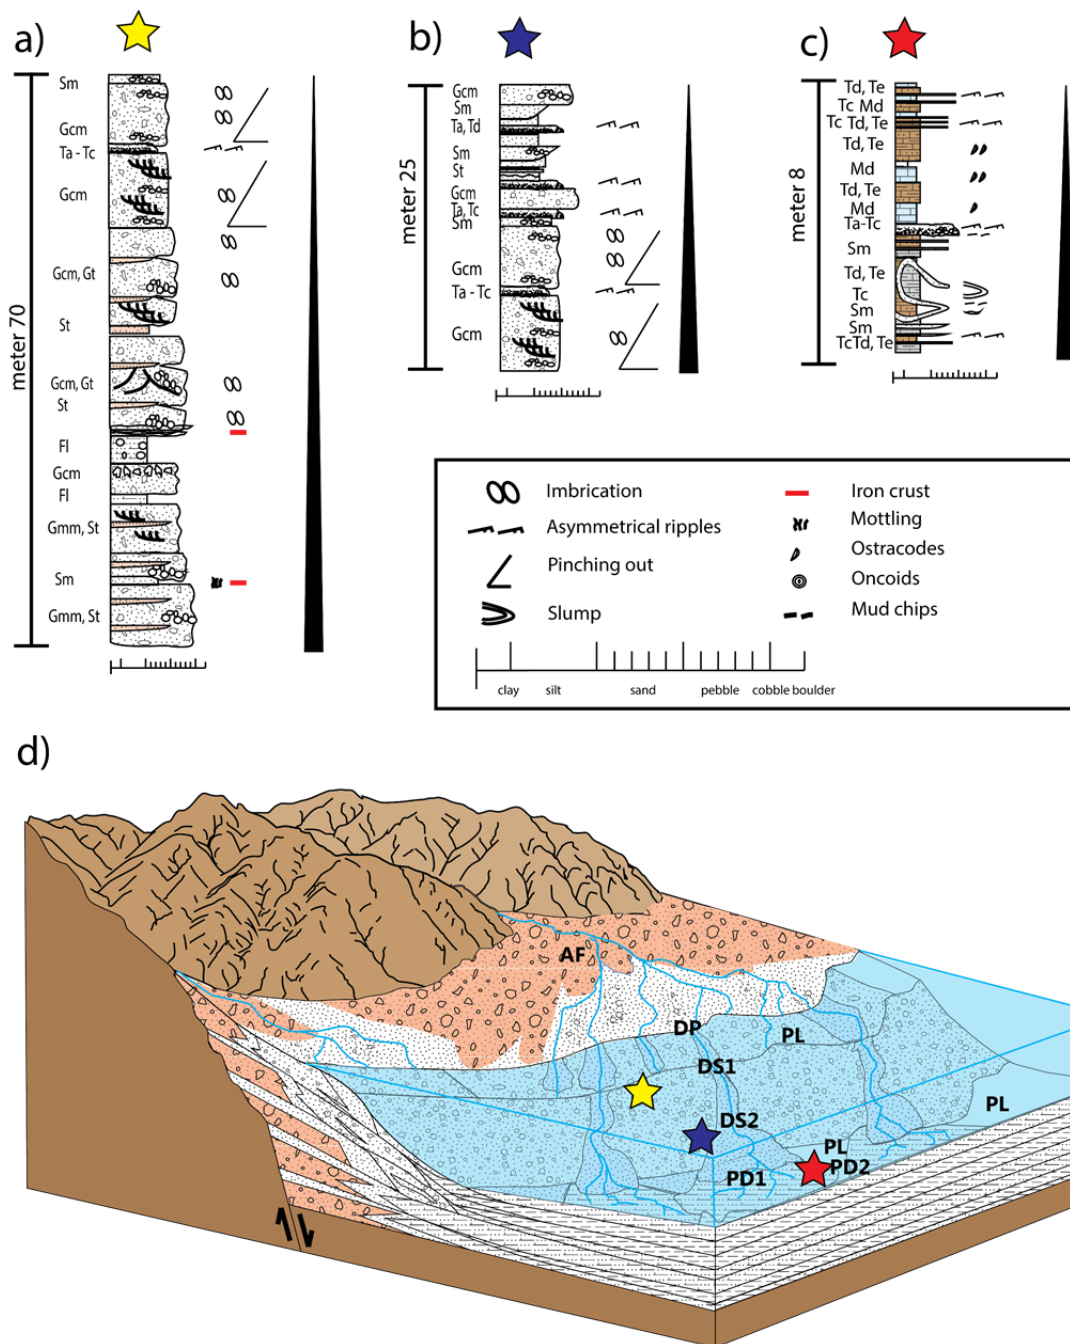 a)
meter 70
Sm
Gcm
Ta - Tc
Gcm
Gcm, Gt
St
Gcm, Gt
St
Fl
Gcm
Fl
Gmm, St
Sm
Gmm, St
b)
meter 25
Gcm
Sm
Ta, Td
Sm
St
Gcm
Ta, Tc
Sm
Gcm
Ta - Tc
Gcm
c)
meter 8
Td, Te
Tc Md
Tc Td, Te
Td, Te
Md
Td, Te
Md
Ta-Tc
Sm
Td, Te
Tc
Sm
Sm
TcTd, Te
Imbrication
Asymmetrical ripples
Pinching out
Slump
Iron crust
Mottling
Ostracodes
Oncoids
Mud chips
clay silt sand pebble cobble boulder
d)
AF
DP
PL
DS1
PL
DS2
PL
PD1
PD2